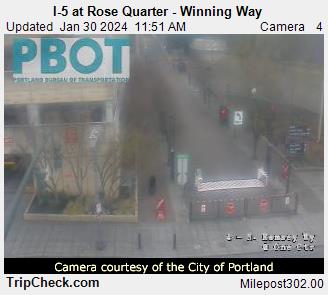 I-5 at Rose Quarter - Winning Way
Updated Jan 30 2024 11:51 AM Camera 4
PBOT
PORTLAND BUREAU OF TRANSPORTATION
Camera courtesy of the City of Portland
TripCheck.com Milepost302.00